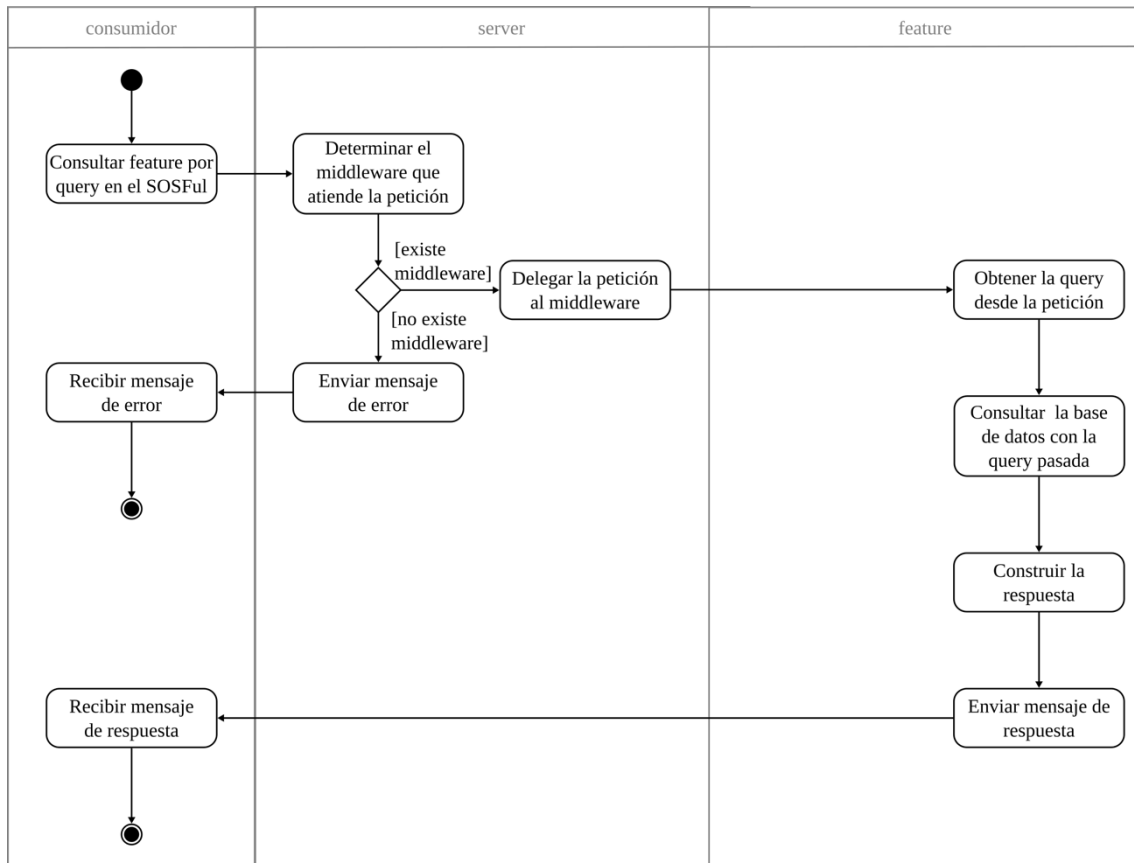 consumidor
server
feature
Consultar feature por
query en el SOSFul
Determinar el
middleware que
atiende la petición
[existe
middleware]
Delegar la petición
al middleware
Obtener la query
desde la petición
[no existe
middleware]
Recibir mensaje
de error
Enviar mensaje
de error
Consultar la base
de datos con la
query pasada
Construir la
respuesta
Recibir mensaje
de respuesta
Enviar mensaje de
respuesta